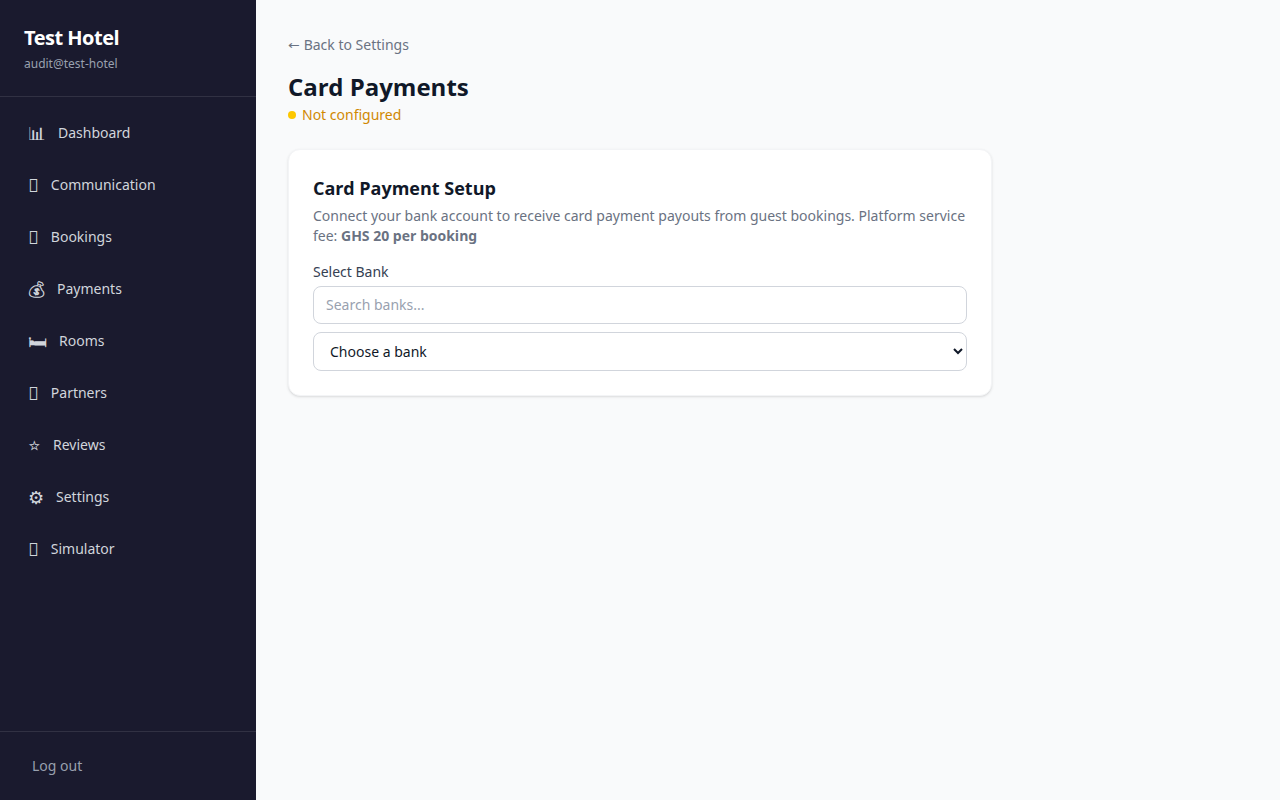 Test Hotel
audit@test-hotel
Dashboard
Communication
Bookings
Payments
Rooms
Partners
Reviews
Settings
Simulator
Log out
← Back to Settings
Card Payments
Not configured
Card Payment Setup
Connect your bank account to receive card payment payouts from guest bookings. Platform service
fee: GHS 20 per booking
Select Bank
Search banks...
Choose a bank